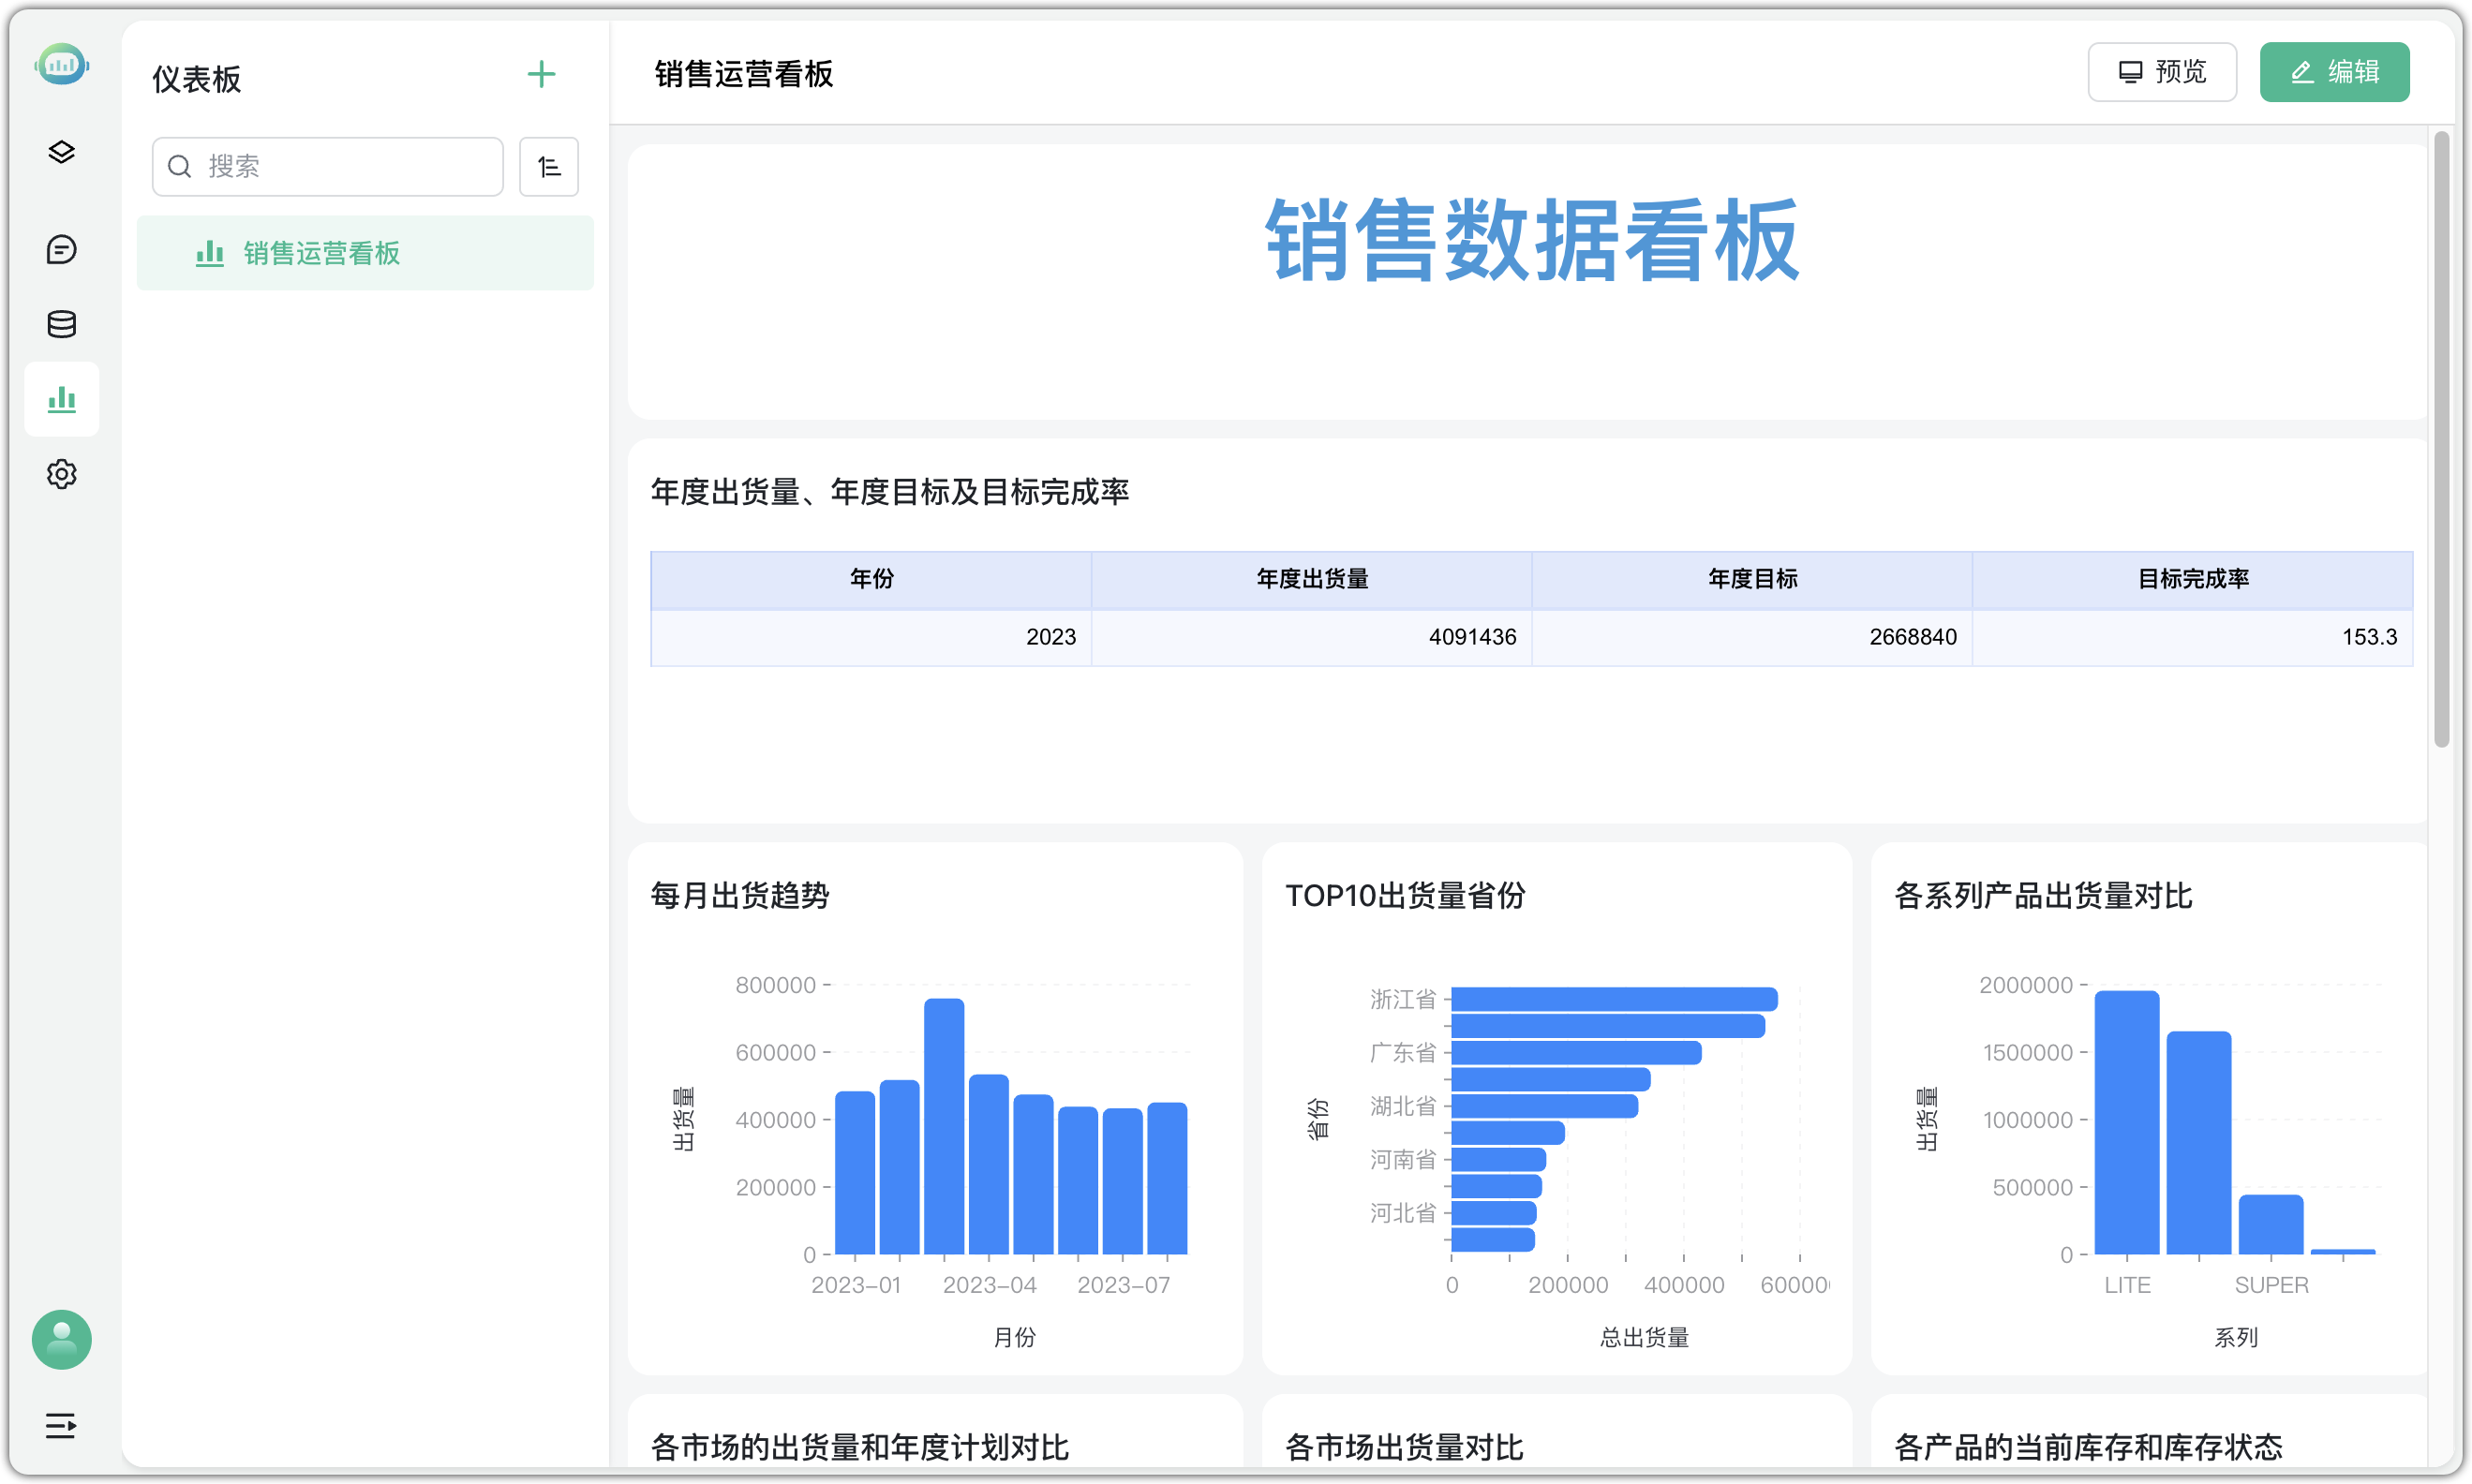 仪表板
搜索
销售运营看板
销售运营看板
预览
编辑
销售数据看板
年度出货量、年度目标及目标完成率
年份 年度出货量 年度目标 目标完成率
2023 4091436 2668840 153.3
每月出货趋势
出货量
800000
600000
400000
200000
0
2023-01 2023-04 2023-07
月份
TOP10出货量省份
省份
浙江省
广东省
湖北省
河南省
河北省
0 200000 400000 600000
总出货量
各系列产品出货量对比
出货量
2000000
1500000
1000000
500000
0
LITE SUPER
系列
各市场的出货量和年度计划对比
各市场出货量对比
各产品的当前库存和库存状态